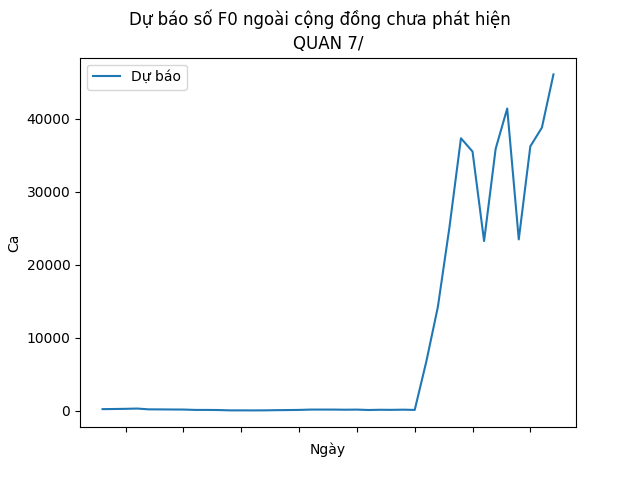 Dự báo số F0 ngoài cộng đồng chưa phát hiện
QUAN 7/
Dự báo
40000
30000
20000
10000
0
Ca
Ngày